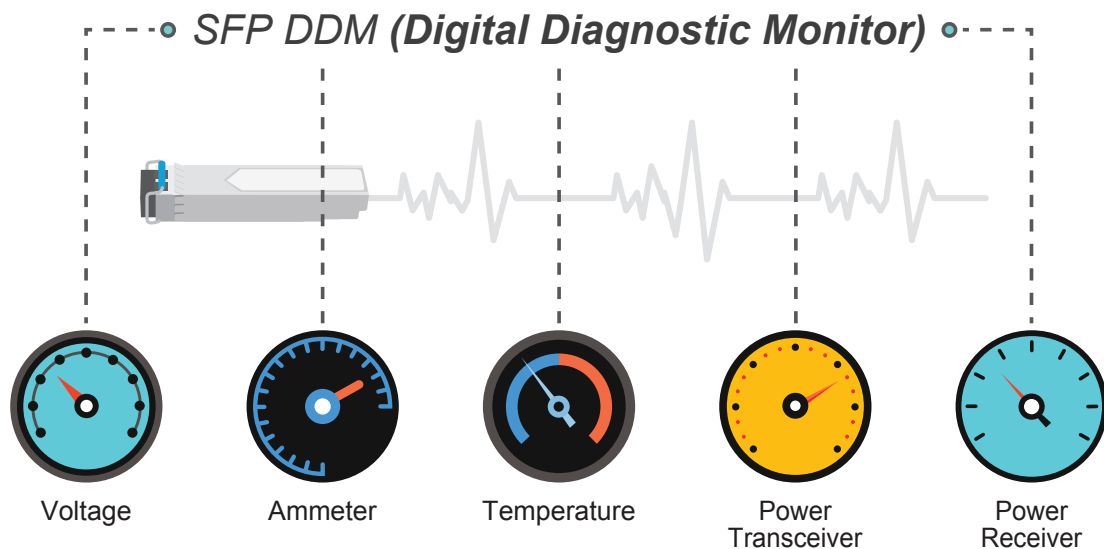 SFP DDM (Digital Diagnostic Monitor)
Voltage
Ammeter
Temperature
Power
Transceiver
Power
Receiver